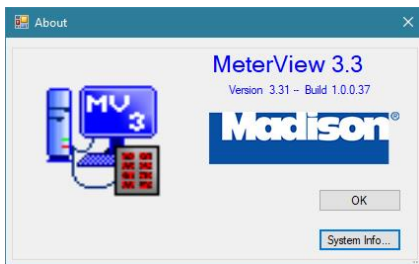 About
MeterView 3.3
Version 3.31 -- Build 1.0.0.37
MV
3
Madison®
OK
System Info...